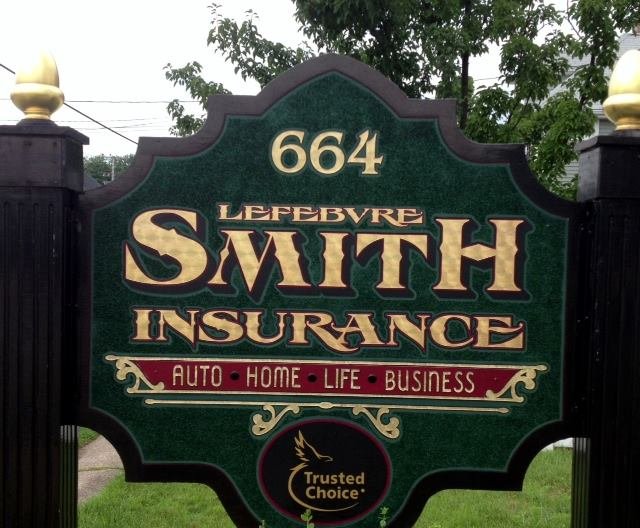 664
LEFEBVRE
SMITH
INSURANCE
AUTO • HOME • LIFE • BUSINESS
Trusted
Choice®